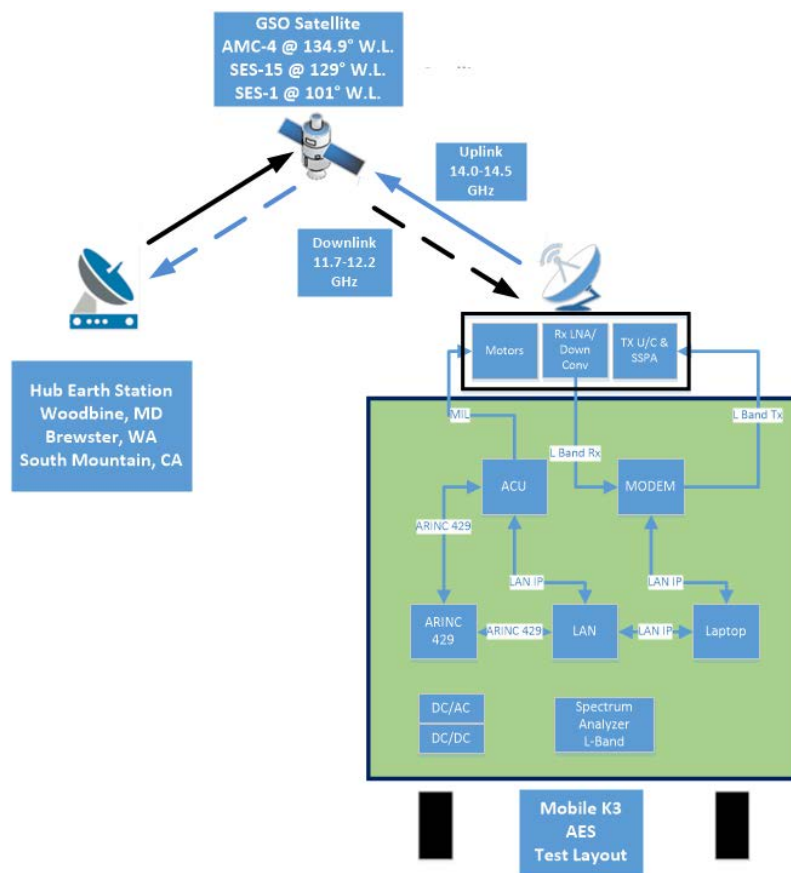 GSO Satellite
AMC-4 @ 134.9° W.L.
SES-15 @ 129° W.L.
SES-1 @ 101° W.L.
Uplink
14.0-14.5
GHz
Downlink
11.7-12.2
GHz
Hub Earth Station
Woodbine, MD
Brewster, WA
South Mountain, CA
Motors
Rx LNA/
Down
Conv
TX U/C &
SSPA
MIL
L Band Rx
L Band Tx
ACU
MODEM
ARINC 429
LAN IP
LAN IP
ARINC
429
ARINC 429
LAN
LAN IP
Laptop
DC/AC
DC/DC
Spectrum
Analyzer
L-Band
Mobile K3
AES
Test Layout